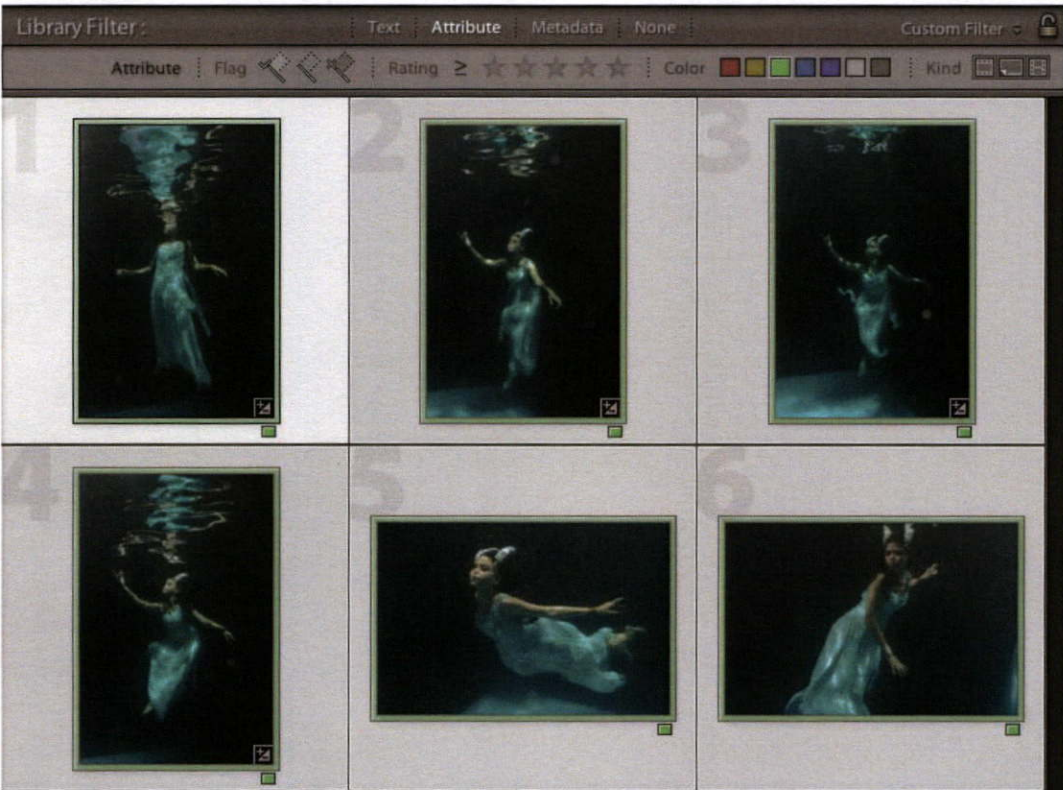 Library Filter : Text Attribute Metadata None Custom Filter
Attribute Flag Rating ≥ Color Kind
1 2 3
4 5 6